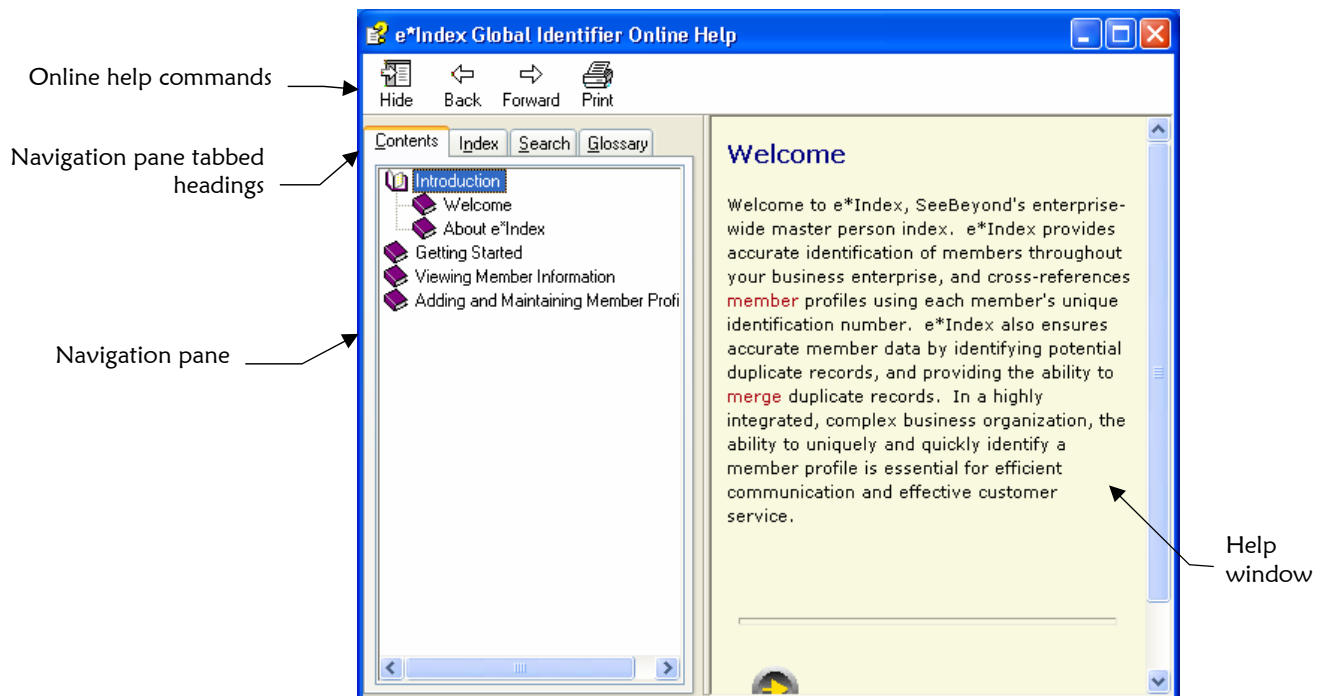 e*Index Global Identifier Online Help
Online help commands
Hide Back Forward Print
Navigation pane tabbed
headings
Contents Index Search Glossary
Introduction
Welcome
About e*Index
Getting Started
Viewing Member Information
Adding and Maintaining Member Profi
Navigation pane
Welcome
Welcome to e*Index, SeeBeyond's enterprise-
wide master person index. e*Index provides
accurate identification of members throughout
your business enterprise, and cross-references
member profiles using each member's unique
identification number. e*Index also ensures
accurate member data by identifying potential
duplicate records, and providing the ability to
merge duplicate records. In a highly
integrated, complex business organization, the
ability to uniquely and quickly identify a
member profile is essential for efficient
communication and effective customer
service.
Help
window